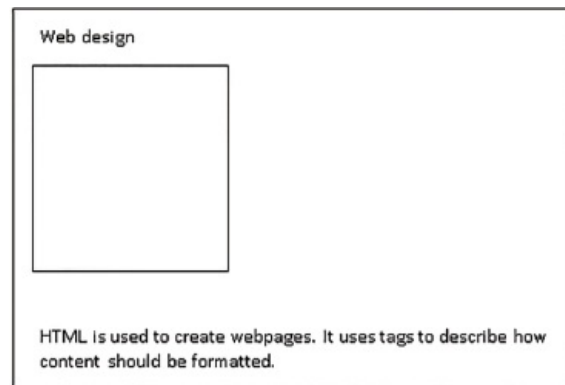 Web design
HTML is used to create webpages. It uses tags to describe how
content should be formatted.